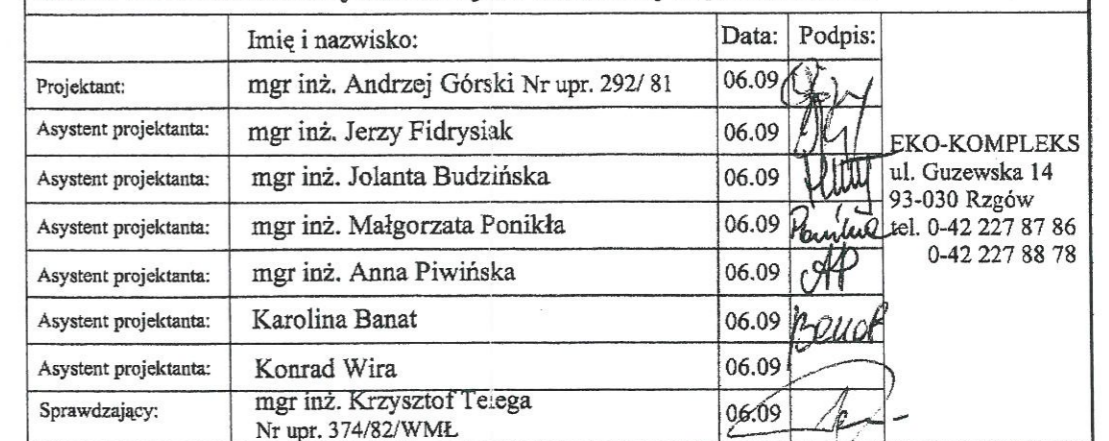 Imię i nazwisko: Data: Podpis:
Projektant: mgr inż. Andrzej Górski Nr upr. 292/ 81 06.09
Asystent projektanta: mgr inż. Jerzy Fidrysiak 06.09
Asystent projektanta: mgr inż. Jolanta Budzińska 06.09
Asystent projektanta: mgr inż. Małgorzata Ponikła 06.09
Asystent projektanta: mgr inż. Anna Piwińska 06.09 AP
Asystent projektanta: Karolina Banat 06.09
Asystent projektanta: Konrad Wira 06.09
Sprawdzający: mgr inż. Krzysztof Telega 06.09
Nr upr. 374/82/WMŁ
EKO-KOMPLEKS
ul. Guzewska 14
93-030 Rzgów
tel. 0-42 227 87 86
0-42 227 88 78